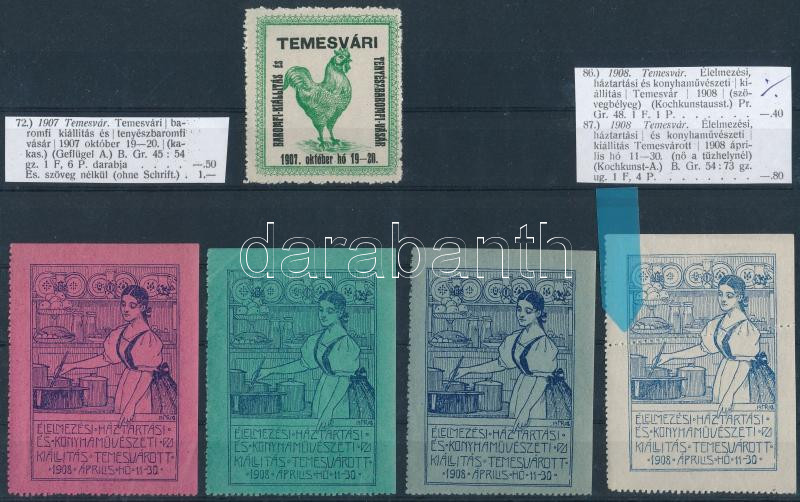 TEMESVÁRI
BAROMFI-KIÁLLITÁS ÉS
TENYÉSZBAROMFI-VÁSÁR
1907. október hó 19-20.
72.) 1907 Temesvár. Temesvári | ba-
romfi kiállítás és | tenyészbaromfi
vásár | 1907 október 19—20. | (ka-
kas.) (Geflügel A.) B. Gr. 45 : 54
gz. 1 F, 6 P. darabja . . —.50
És. szöveg nélkül (ohne Schrift.) . 1.—
86.) 1908. Temesvár. Élelmezési,
háztartási és konyhaművészeti | ki-
állítás | Temesvár | 1908 | (szö-
vegbélyeg) (Kochkunstausst.) Pr.
Gr. 48. 1 F. 1 P. . . . . . —.40
87.) 1908 Temesvár. Élelmezési,
háztartási | és konyhaművészeti
kiállítás Temesvárott | 1908 ápri-
lis hó 11—30. (nő a tűzhelynél)
(Kochkunst-A.) B. Gr. 54 : 73 gz.
ug. 1 F, 4 P. . . . . . —.80
darabanth
ÉLELMEZÉSI·HÁZTARTÁSI·
ÉS·KONYHAMŰVÉSZETI
KIÁLLITÁS·TEMESVÁROTT·
·1908·ÁPRILIS·HÓ·11-30·
ÉLELMEZÉSI·HÁZTARTÁSI·
ÉS·KONYHAMŰVÉSZETI
KIÁLLITÁS·TEMESVÁROTT·
·1908·ÁPRILIS·HÓ·11-30·
ÉLELMEZÉSI·HÁZTARTÁSI·
ÉS·KONYHAMŰVÉSZETI
KIÁLLITÁS·TEMESVÁROTT·
·1908·ÁPRILIS·HÓ·11-30·
ÉLELMEZÉSI·HÁZTARTÁSI·
ÉS·KONYHAMŰVÉSZETI
KIÁLLITÁS·TEMESVÁROTT·
·1908·ÁPRILIS·HÓ·11-30·